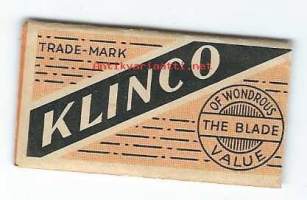 TRADE-MARK
KLINCO
OF WONDROUS
THE BLADE
VALUE